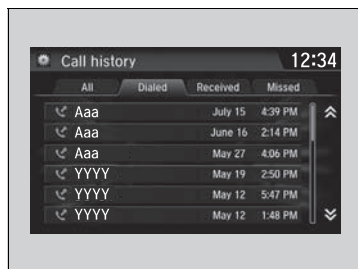 Call history 12:34
All Dialed Received Missed
Aaa July 15 4:39 PM
Aaa June 16 2:14 PM
Aaa May 27 4:06 PM
YYYY May 19 2:50 PM
YYYY May 12 5:47 PM
YYYY May 12 1:48 PM